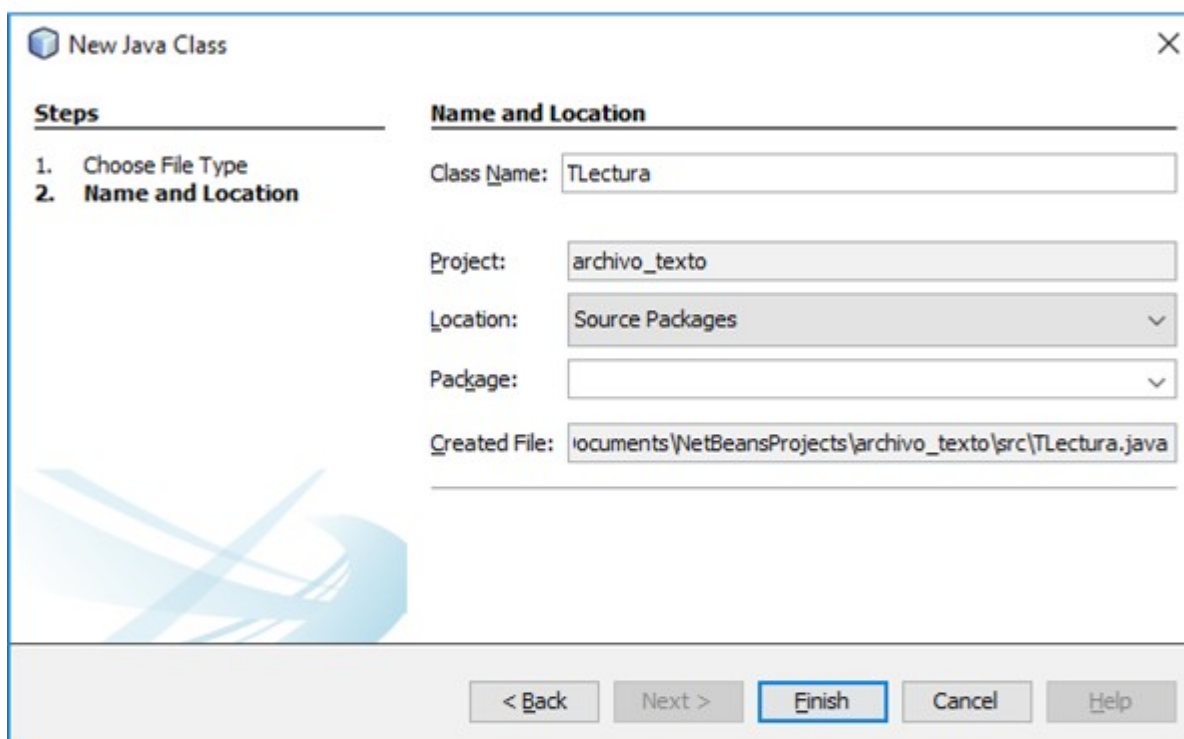 New Java Class
Steps
1. Choose File Type
2. Name and Location
Name and Location
Class Name: TLectura
Project: archivo_texto
Location: Source Packages
Package:
Created File: ocuments\NetBeansProjects\archivo_texto\src\TLectura.java
< Back Next > Finish Cancel Help